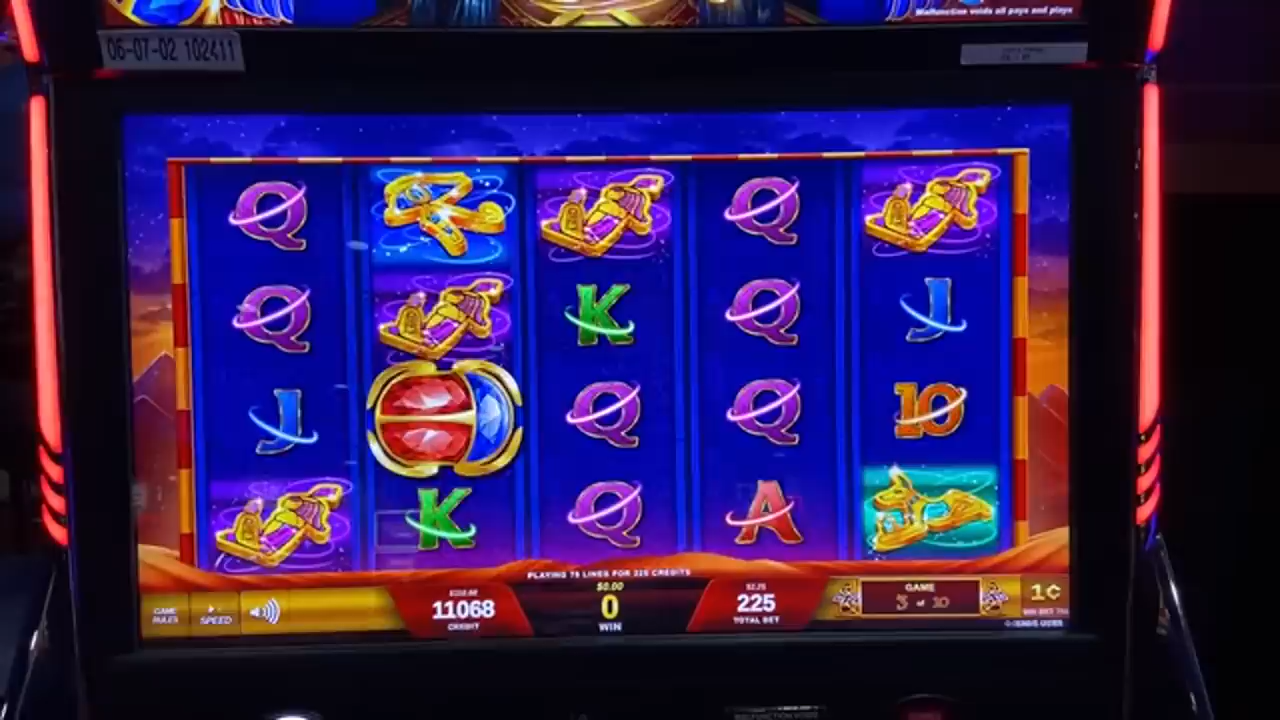 Malfunction voids all pays and plays
06-07-02 102411
Q Q
Q K Q J
J Q Q 10
K Q A
PLAYING 75 LINES FOR 225 CREDITS
GAME RULES
SPEED
11068
CREDIT
$0.00
0
WIN
$2.25
225
TOTAL BET
GAME
3 of 10
1¢